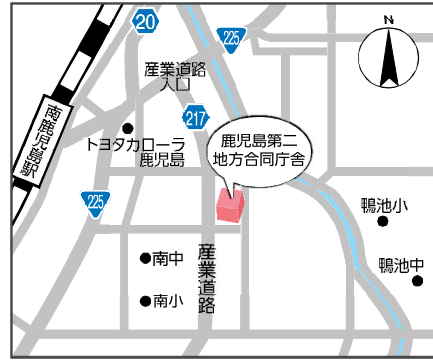 20
225
N
産業道路
入口
217
鹿児島第二
地方合同庁舎
トヨタカローラ
鹿児島
南鹿児島駅
225
鴨池小
鴨池中
南中
南小
産業道路